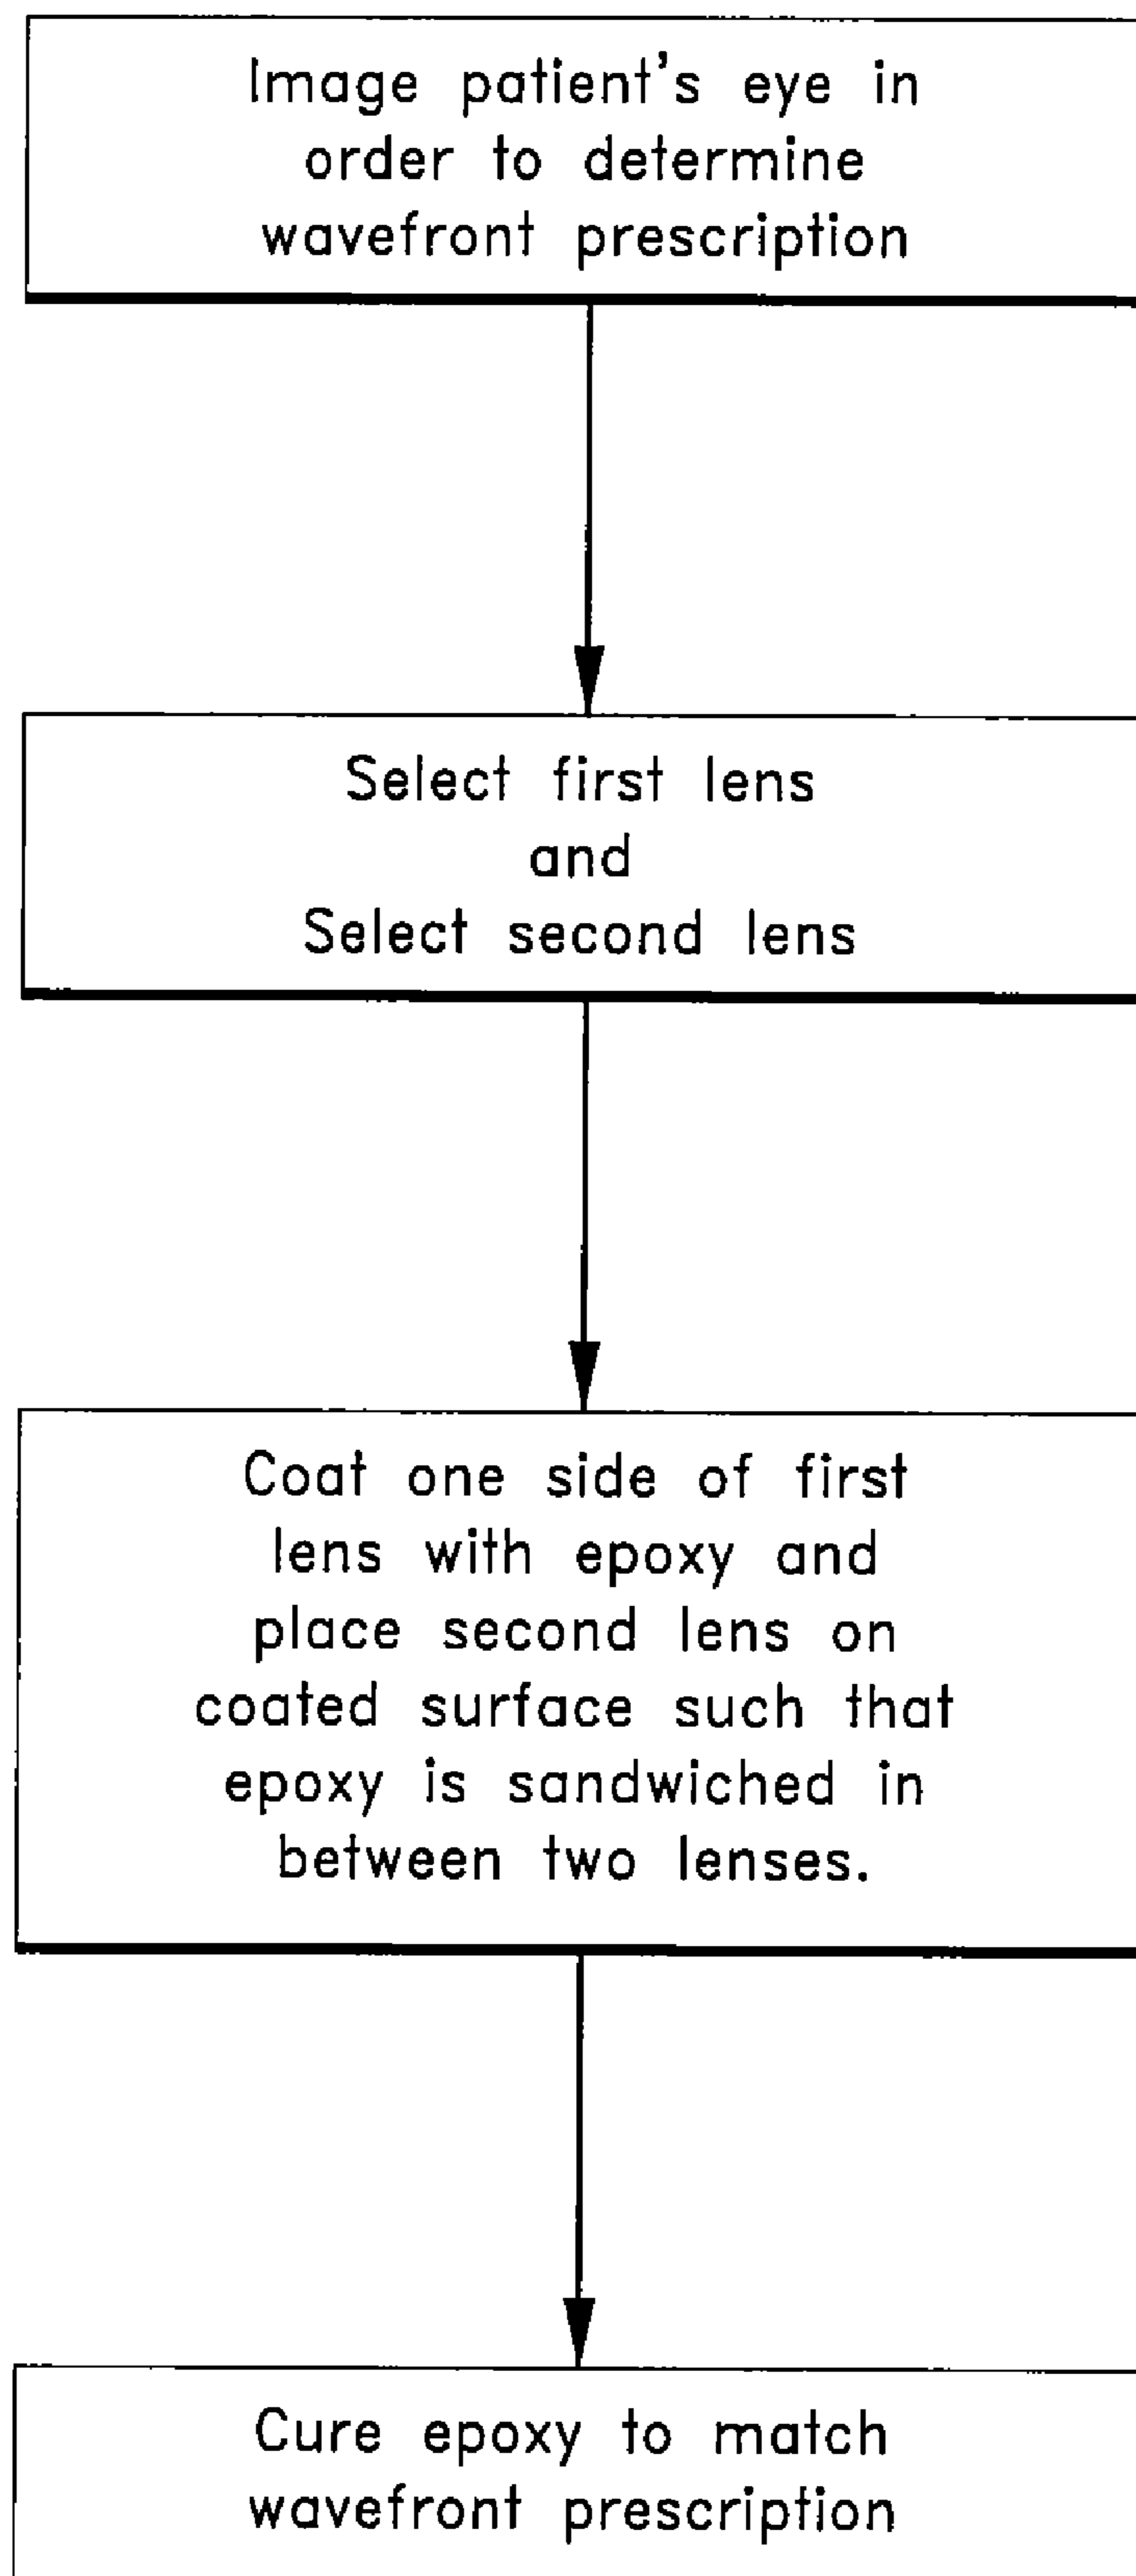 Image patient's eye in
order to determine
wavefront prescription
Select first lens
and
Select second lens
Coat one side of first
lens with epoxy and
place second lens on
coated surface such that
epoxy is sandwiched in
between two lenses.
Cure epoxy to match
wavefront prescription